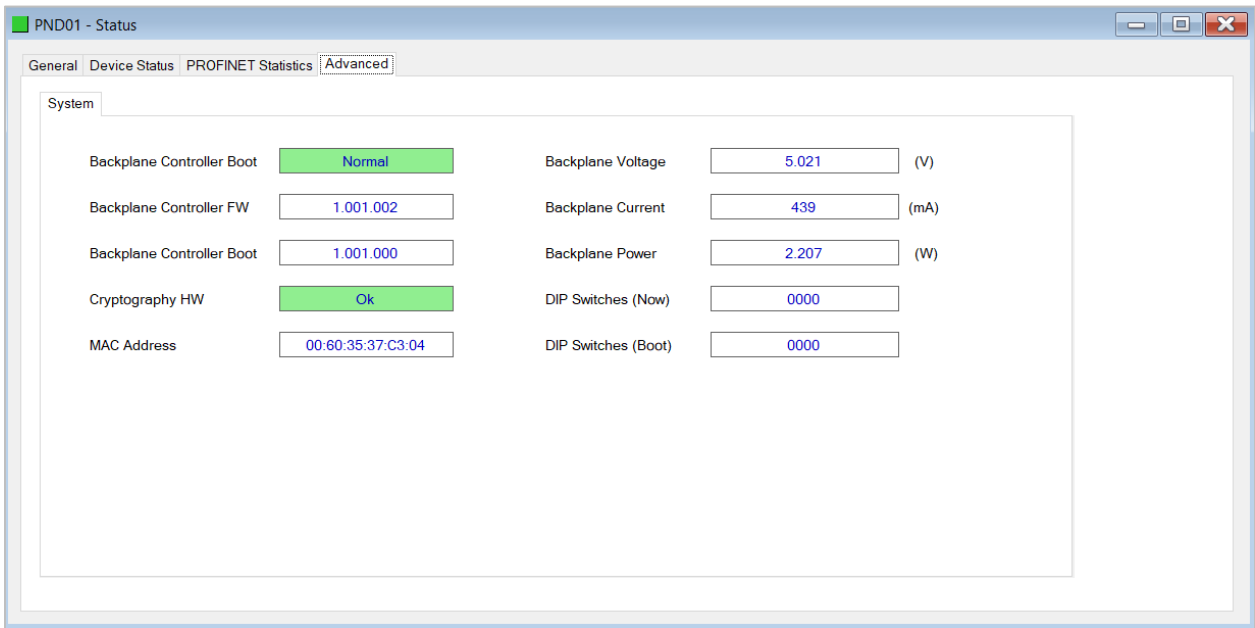 PND01 - Status
General Device Status PROFINET Statistics Advanced
System
Backplane Controller Boot Normal Backplane Voltage 5.021 (V)
Backplane Controller FW 1.001.002 Backplane Current 439 (mA)
Backplane Controller Boot 1.001.000 Backplane Power 2.207 (W)
Cryptography HW Ok DIP Switches (Now) 0000
MAC Address 00:60:35:37:C3:04 DIP Switches (Boot) 0000